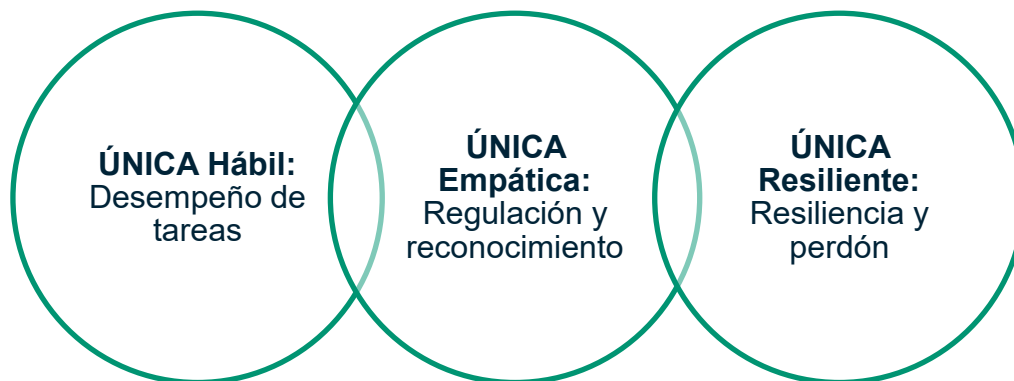 ÚNICA Hábil:
Desempeño de
tareas
ÚNICA
Empática:
Regulación y
reconocimiento
ÚNICA
Resiliente:
Resiliencia y
perdón